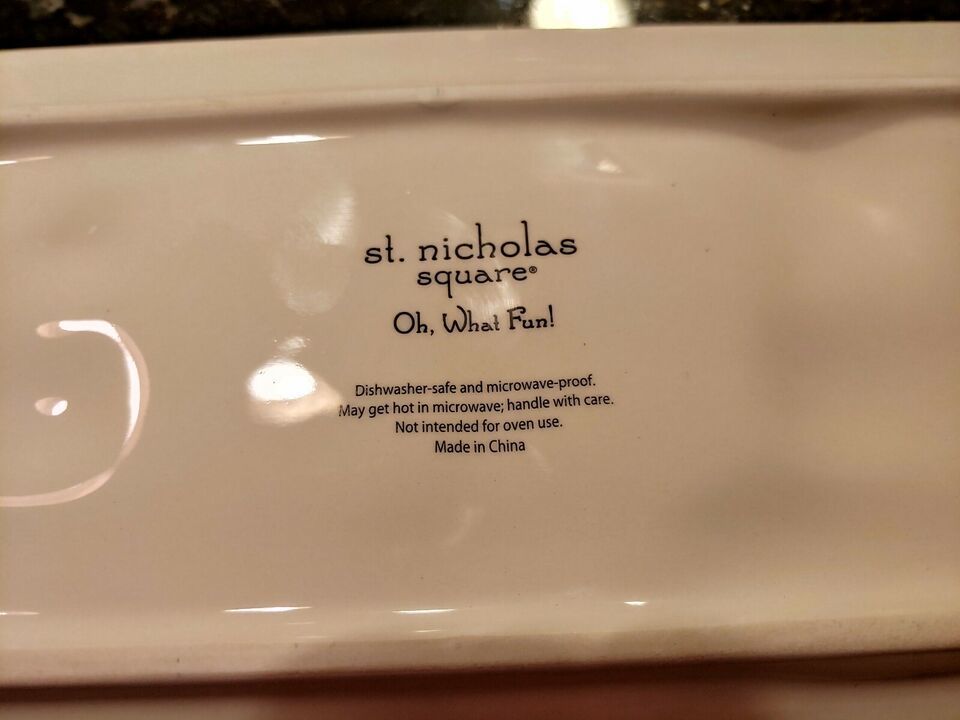 st. nicholas
square®
Oh, What Fun!
Dishwasher-safe and microwave-proof.
May get hot in microwave; handle with care.
Not intended for oven use.
Made in China